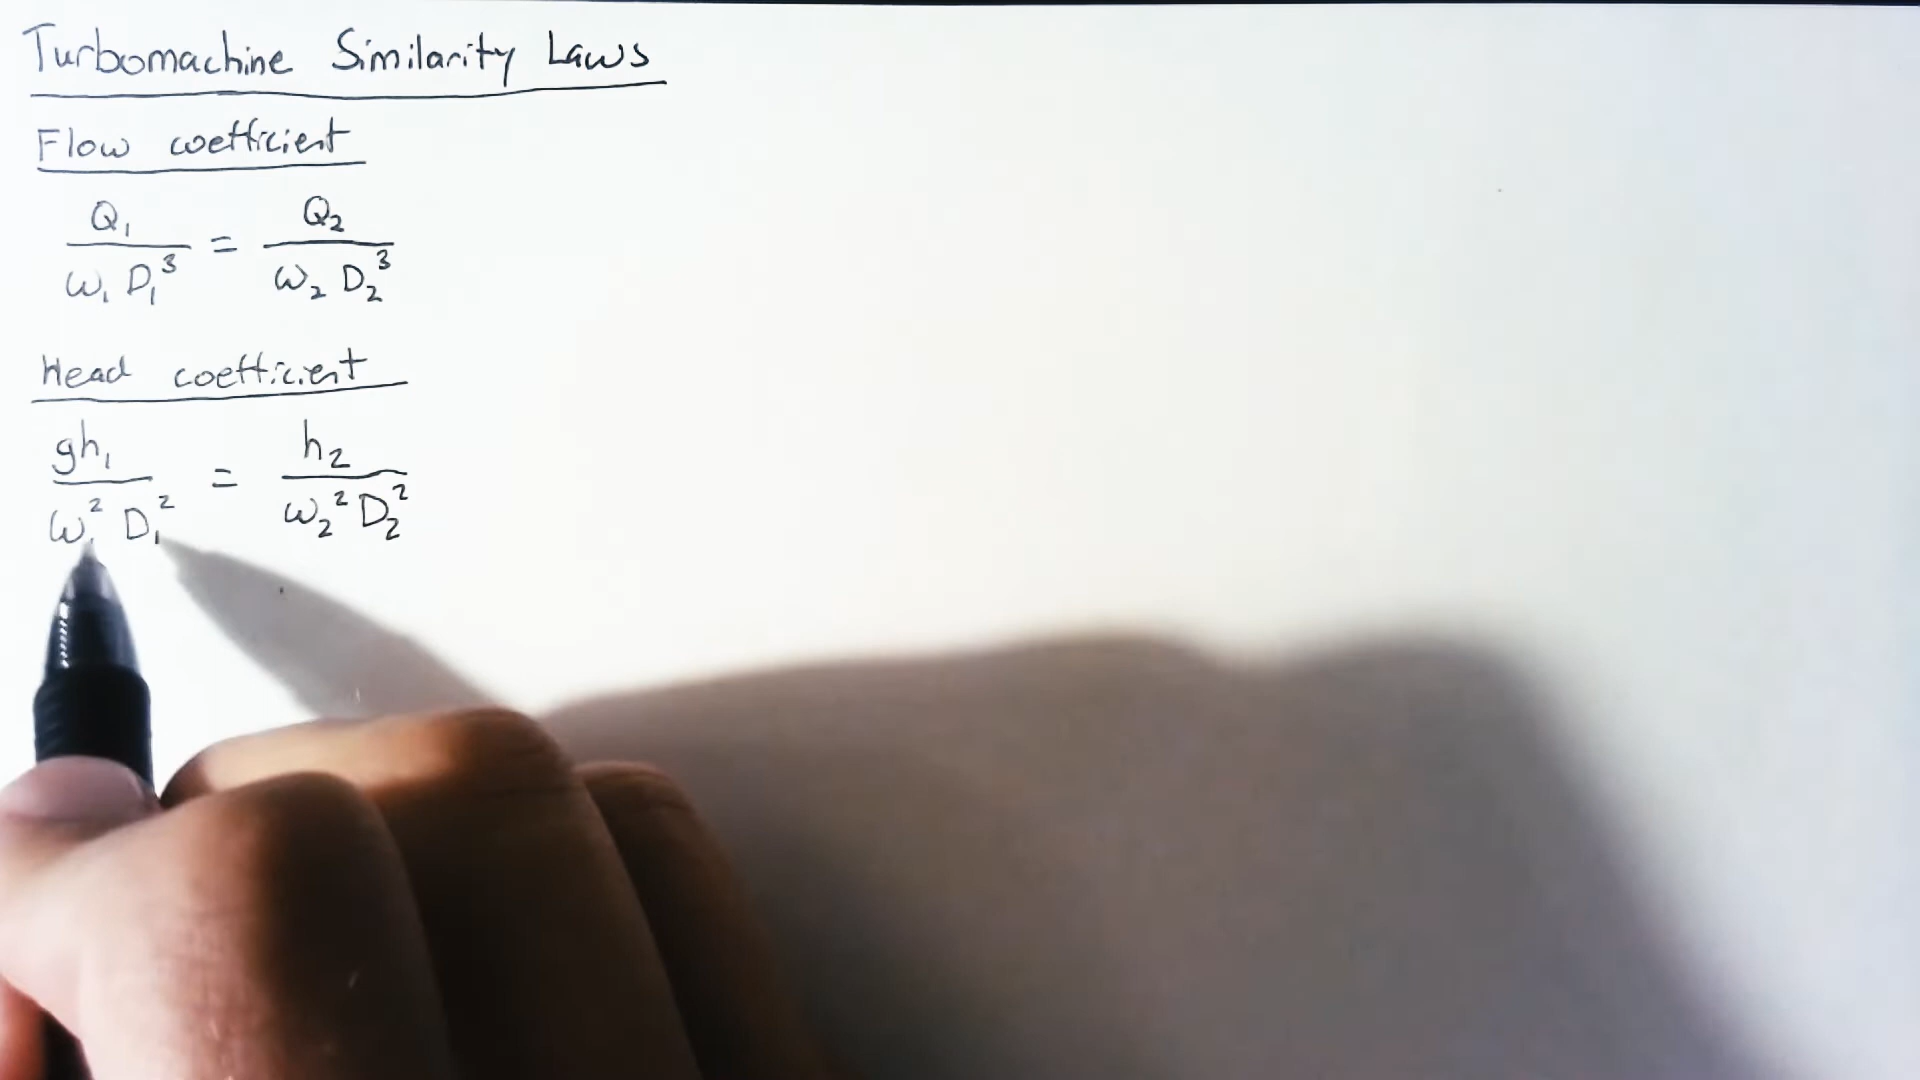 Turbomachine Similarity Laws
Flow coefficient
Q₁ / ω₁ D₁³ = Q₂ / ω₂ D₂³
Head coefficient
gh₁ / ω₁² D₁² = h₂ / ω₂² D₂²